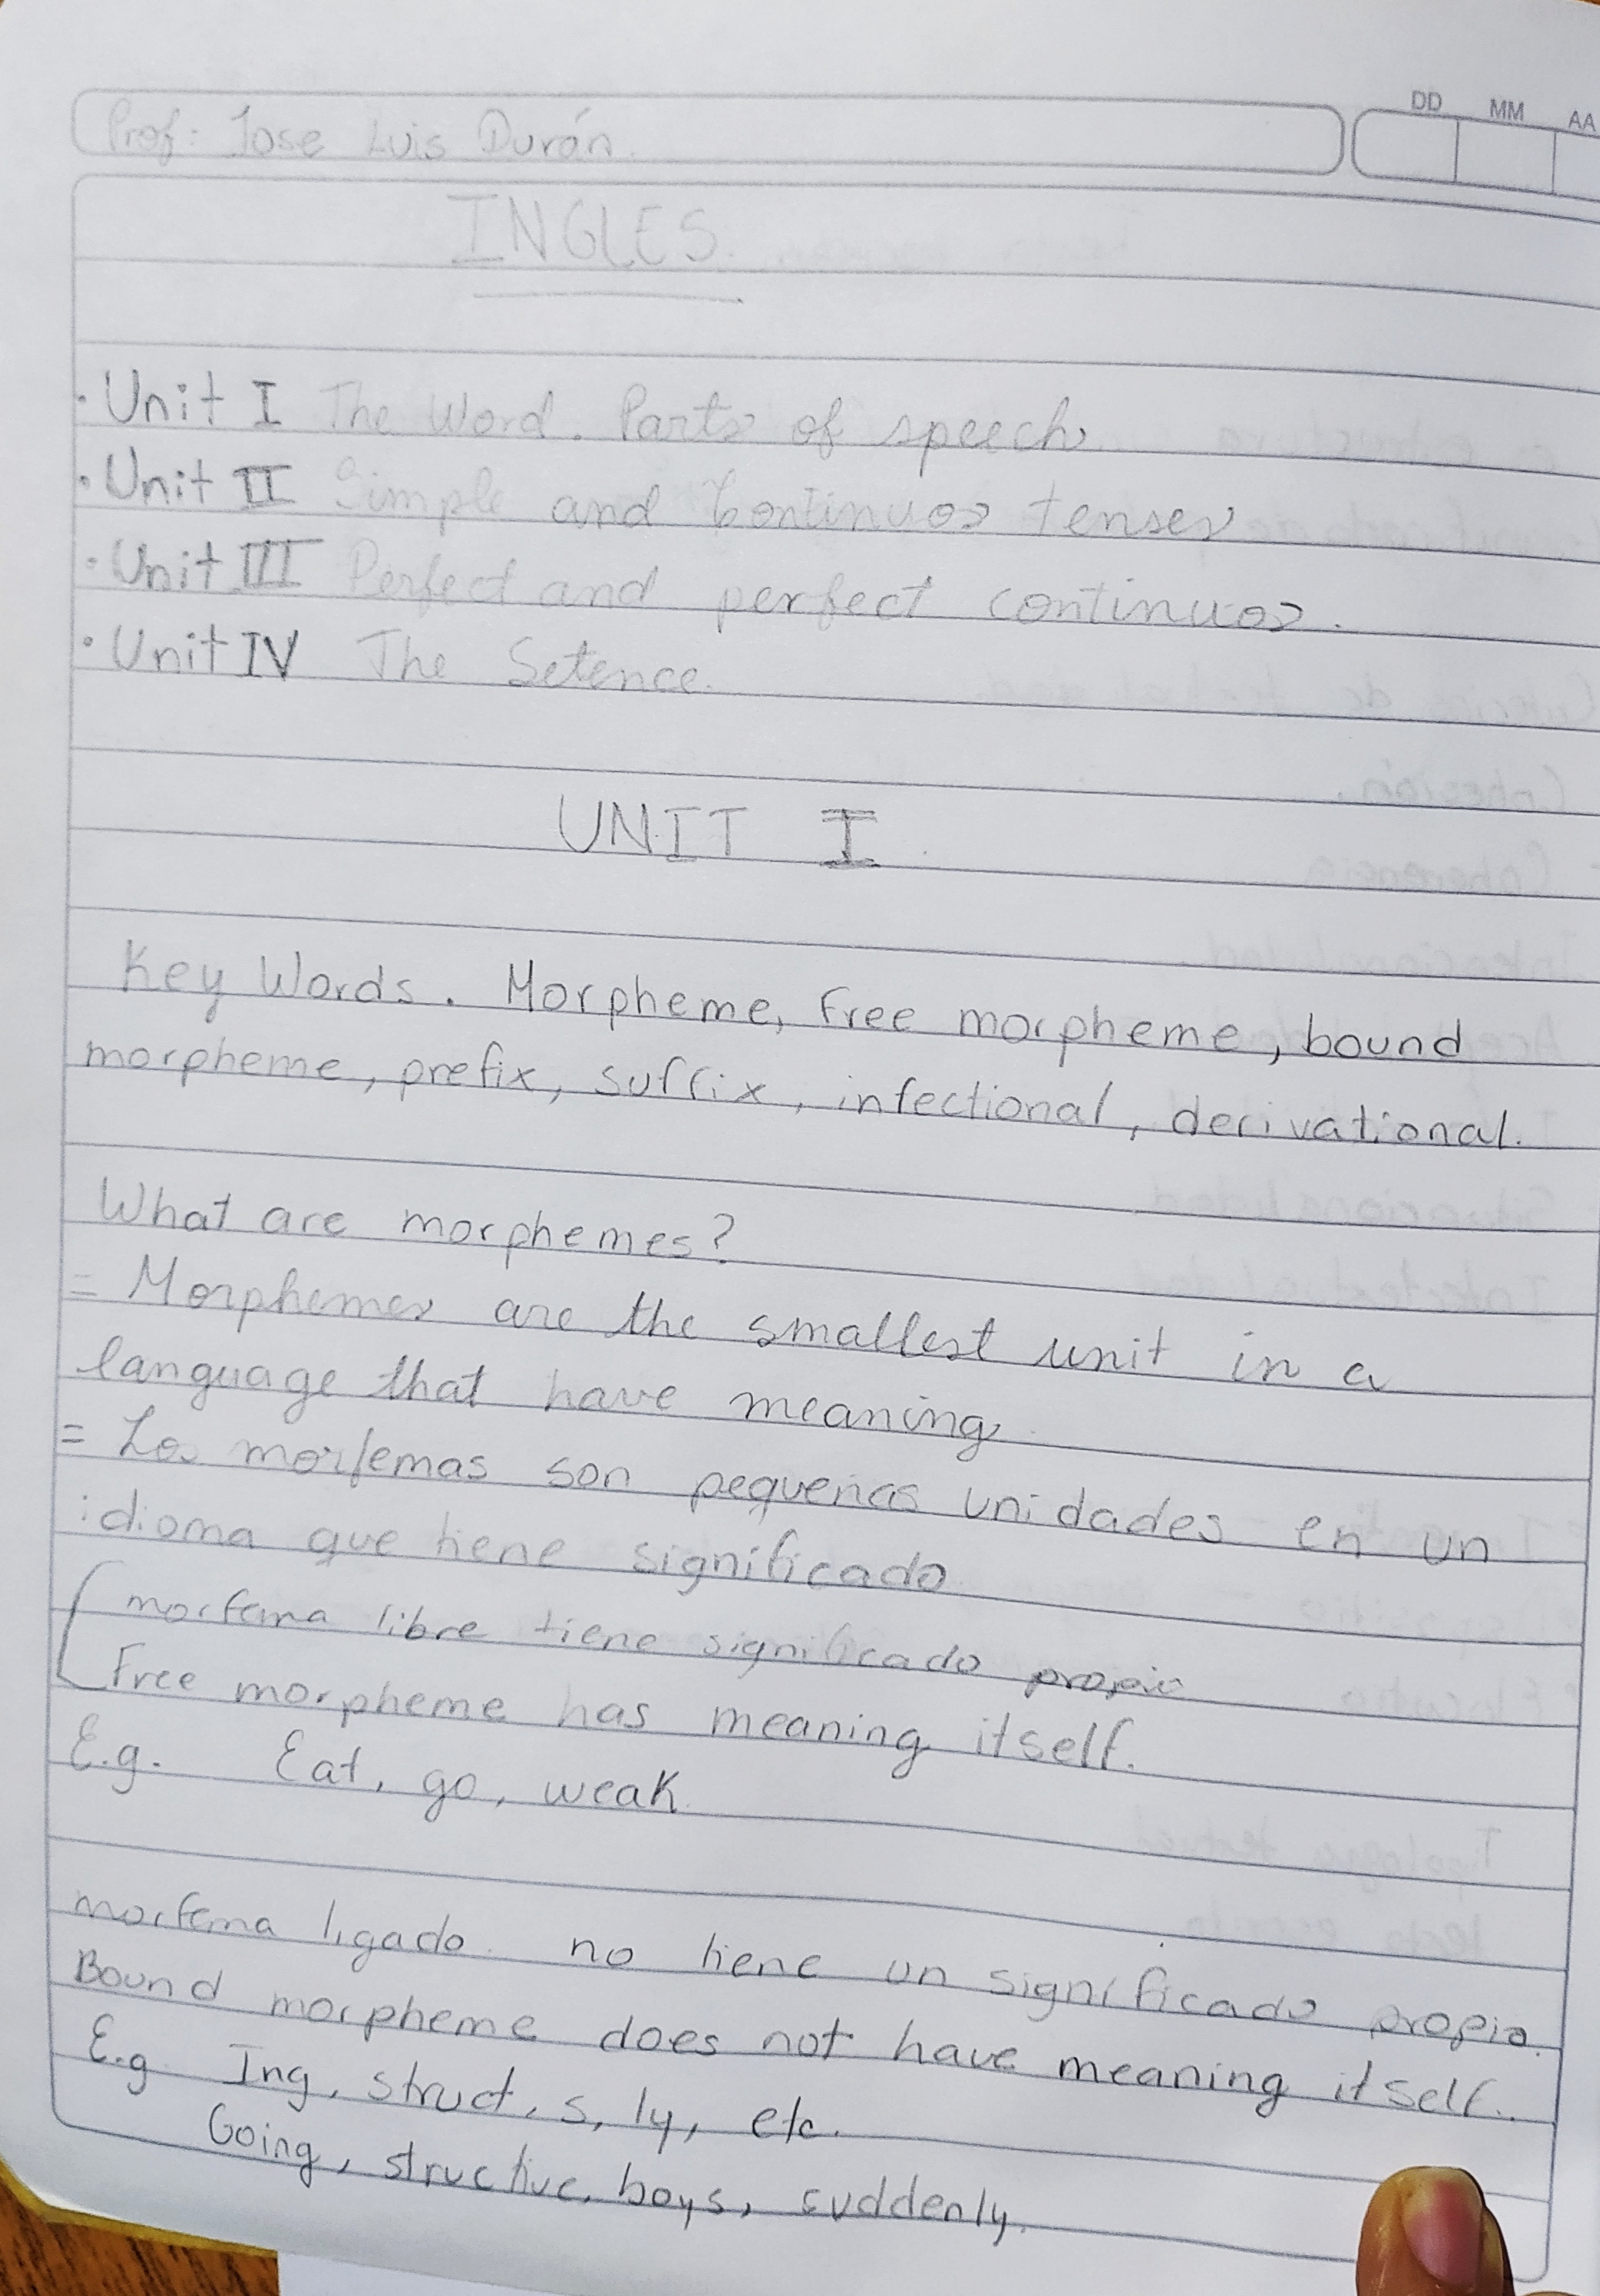 Prof: Jose Luis Durán.
DD MM AA
INGLES.
· Unit I The Word. Parts of speech
· Unit II Simple and continuos tenses
· Unit III Perfect and perfect continuos.
· Unit IV The Setence.
UNIT I
Key Words. Morpheme, free morpheme, bound
morpheme, prefix, suffix, infectional, derivational.
What are morphemes?
= Morphemes are the smallest unit in a
language that have meaning
= Los morfemas son pequeñas unidades en un
idioma que tiene significado
morfema libre tiene significado propio
Free morpheme has meaning itself.
E.g. Eat, go, weak
morfema ligado no tiene un significado propio.
Bound morpheme does not have meaning itself.
E.g Ing, struct, s, ly, etc.
Going, structive, boys, suddenly.